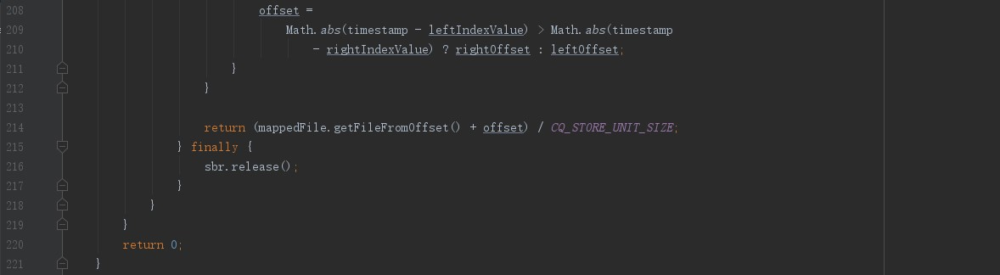 208 offset =
209 Math.abs(timestamp - leftIndexValue) > Math.abs(timestamp
210 - rightIndexValue) ? rightOffset : leftOffset;
211 }
212 }
213
214 return (mappedFile.getFileFromOffset() + offset) / CQ_STORE_UNIT_SIZE;
215 } finally {
216 sbr.release();
217 }
218 }
219 }
220 return 0;
221 }